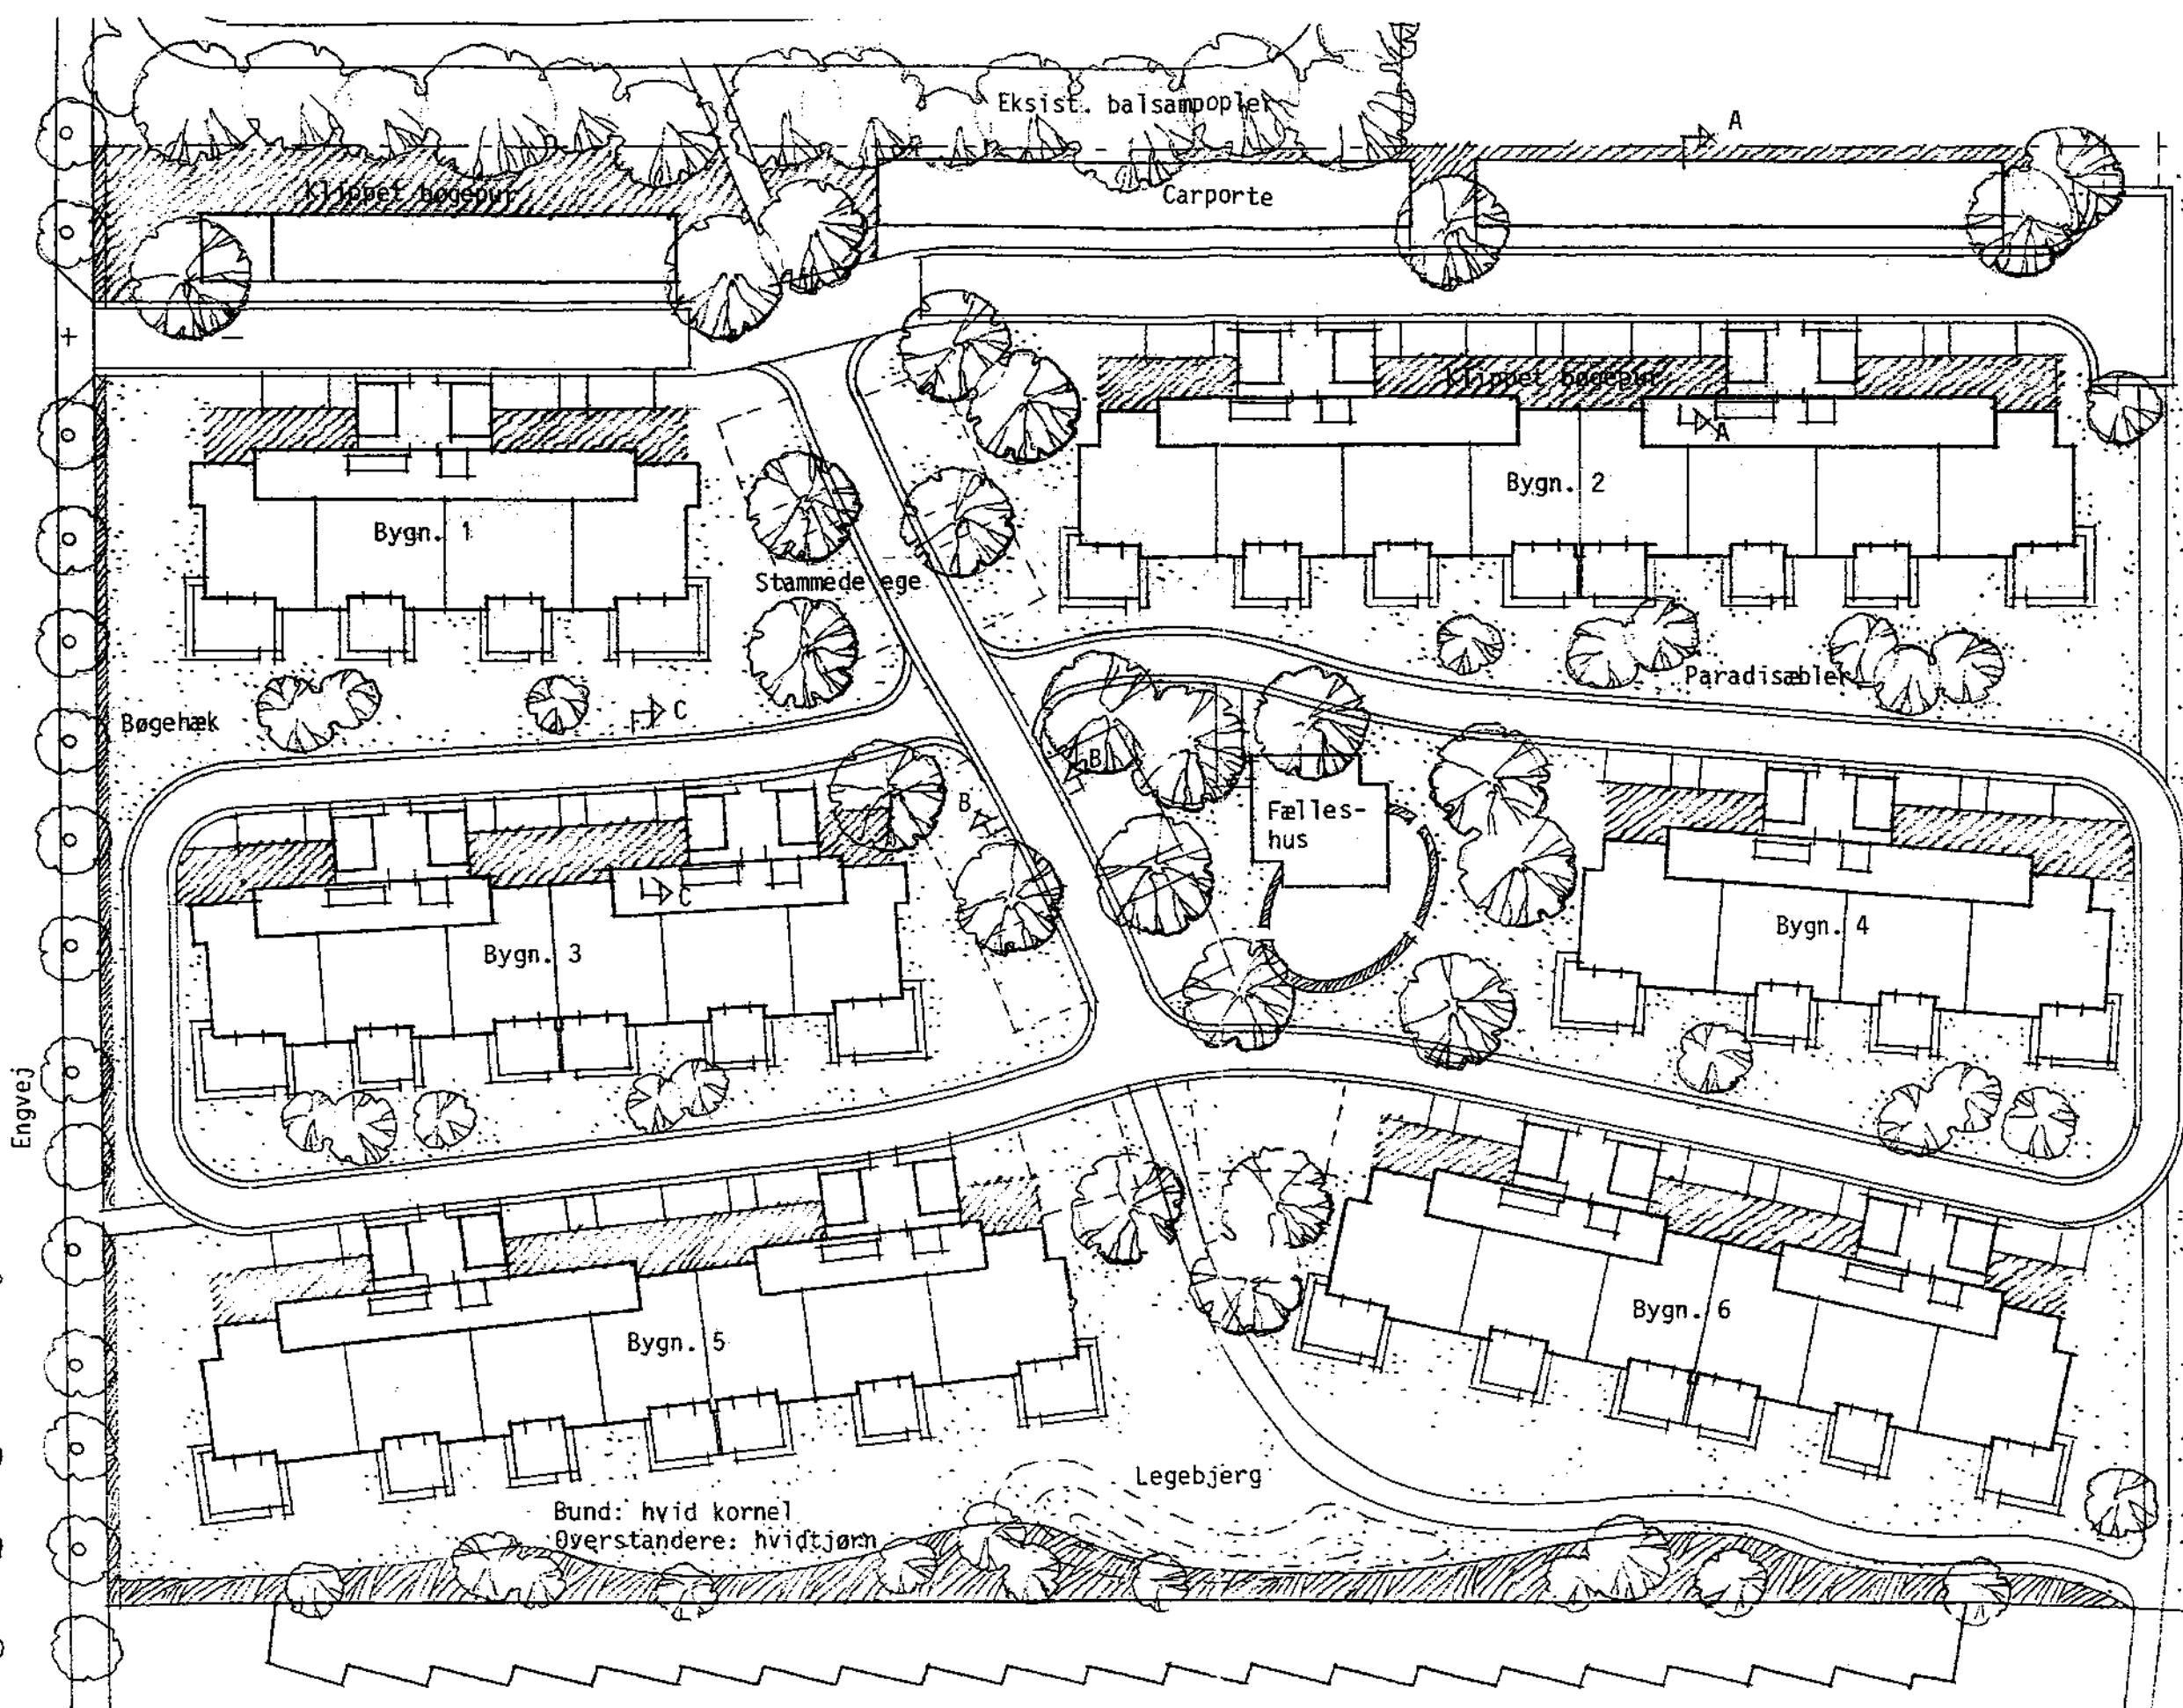 Eksist. balsampopler
A
Klippet bøgepur
Carporte
Klippet bøgepur
A
Bygn. 2
Bygn. 1
Stammede ege
Paradisæbler
C
Bøgehæk
B
B
Fælles-
hus
C
Bygn. 4
Bygn. 3
Engvej
Bygn. 6
Bygn. 5
Legebjerg
Bund: hvid kornel
Overstandere: hvidtjørn